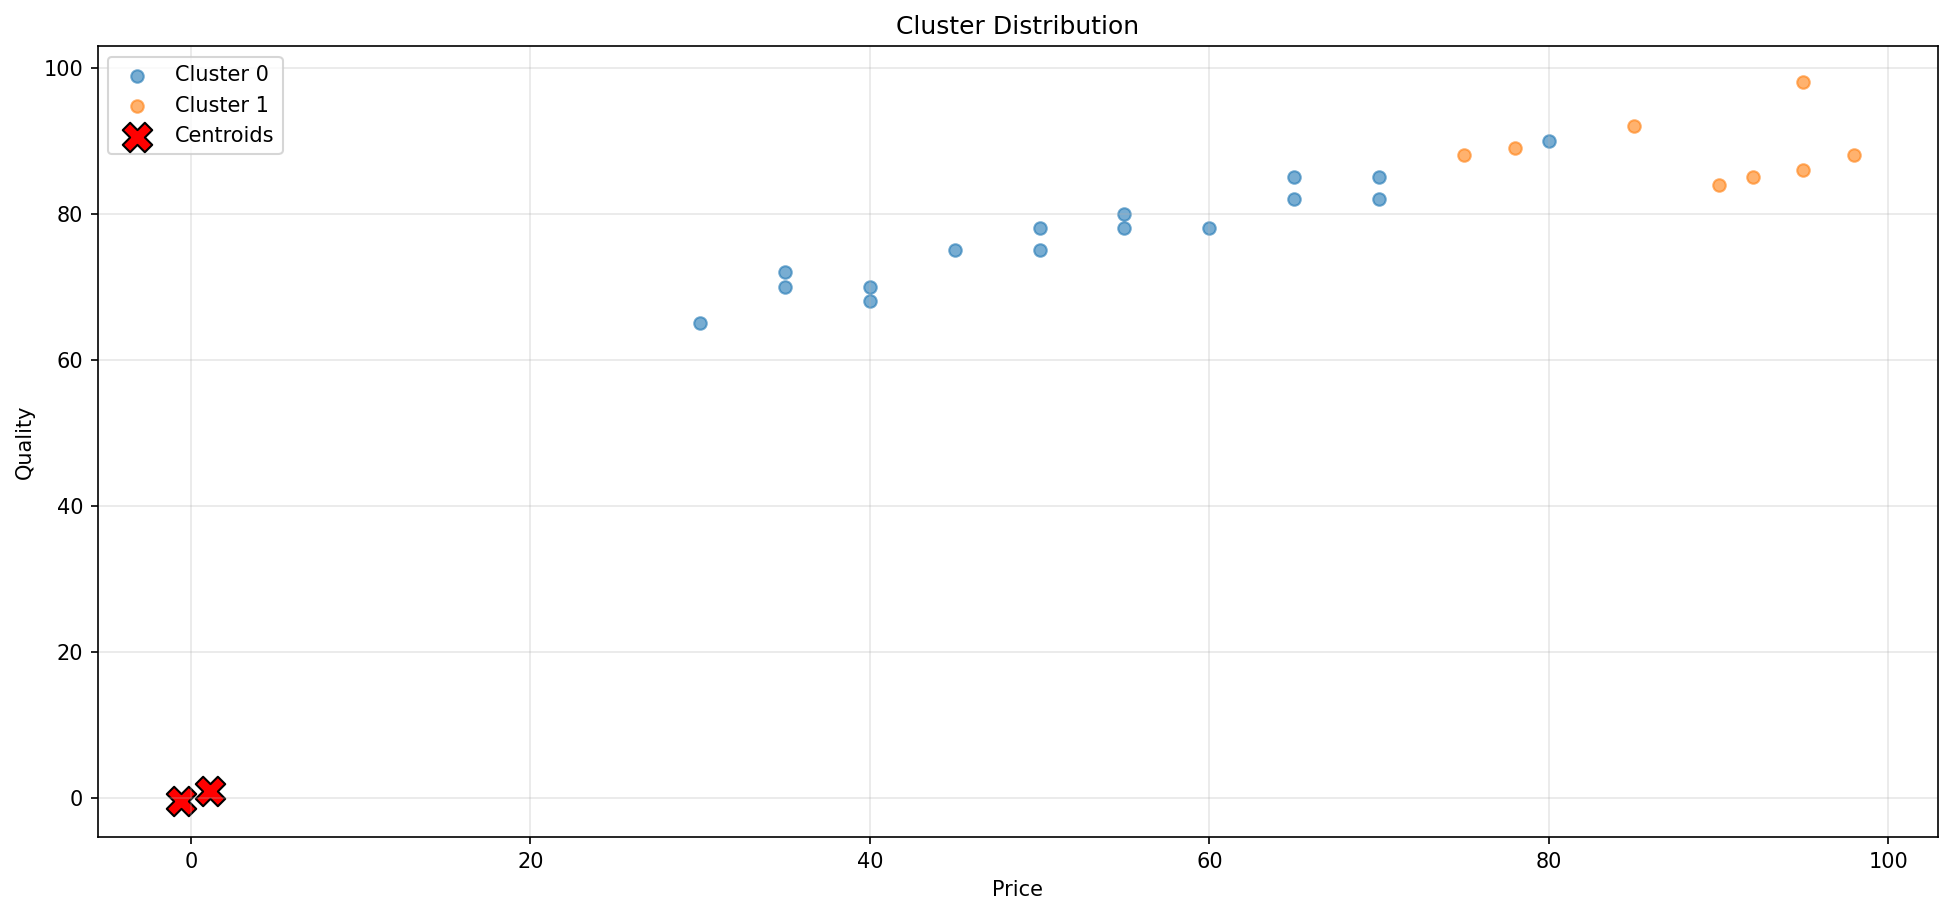 Cluster Distribution
Cluster 0
Cluster 1
Centroids
100
80
60
40
20
0
Quality
0 20 40 60 80 100
Price